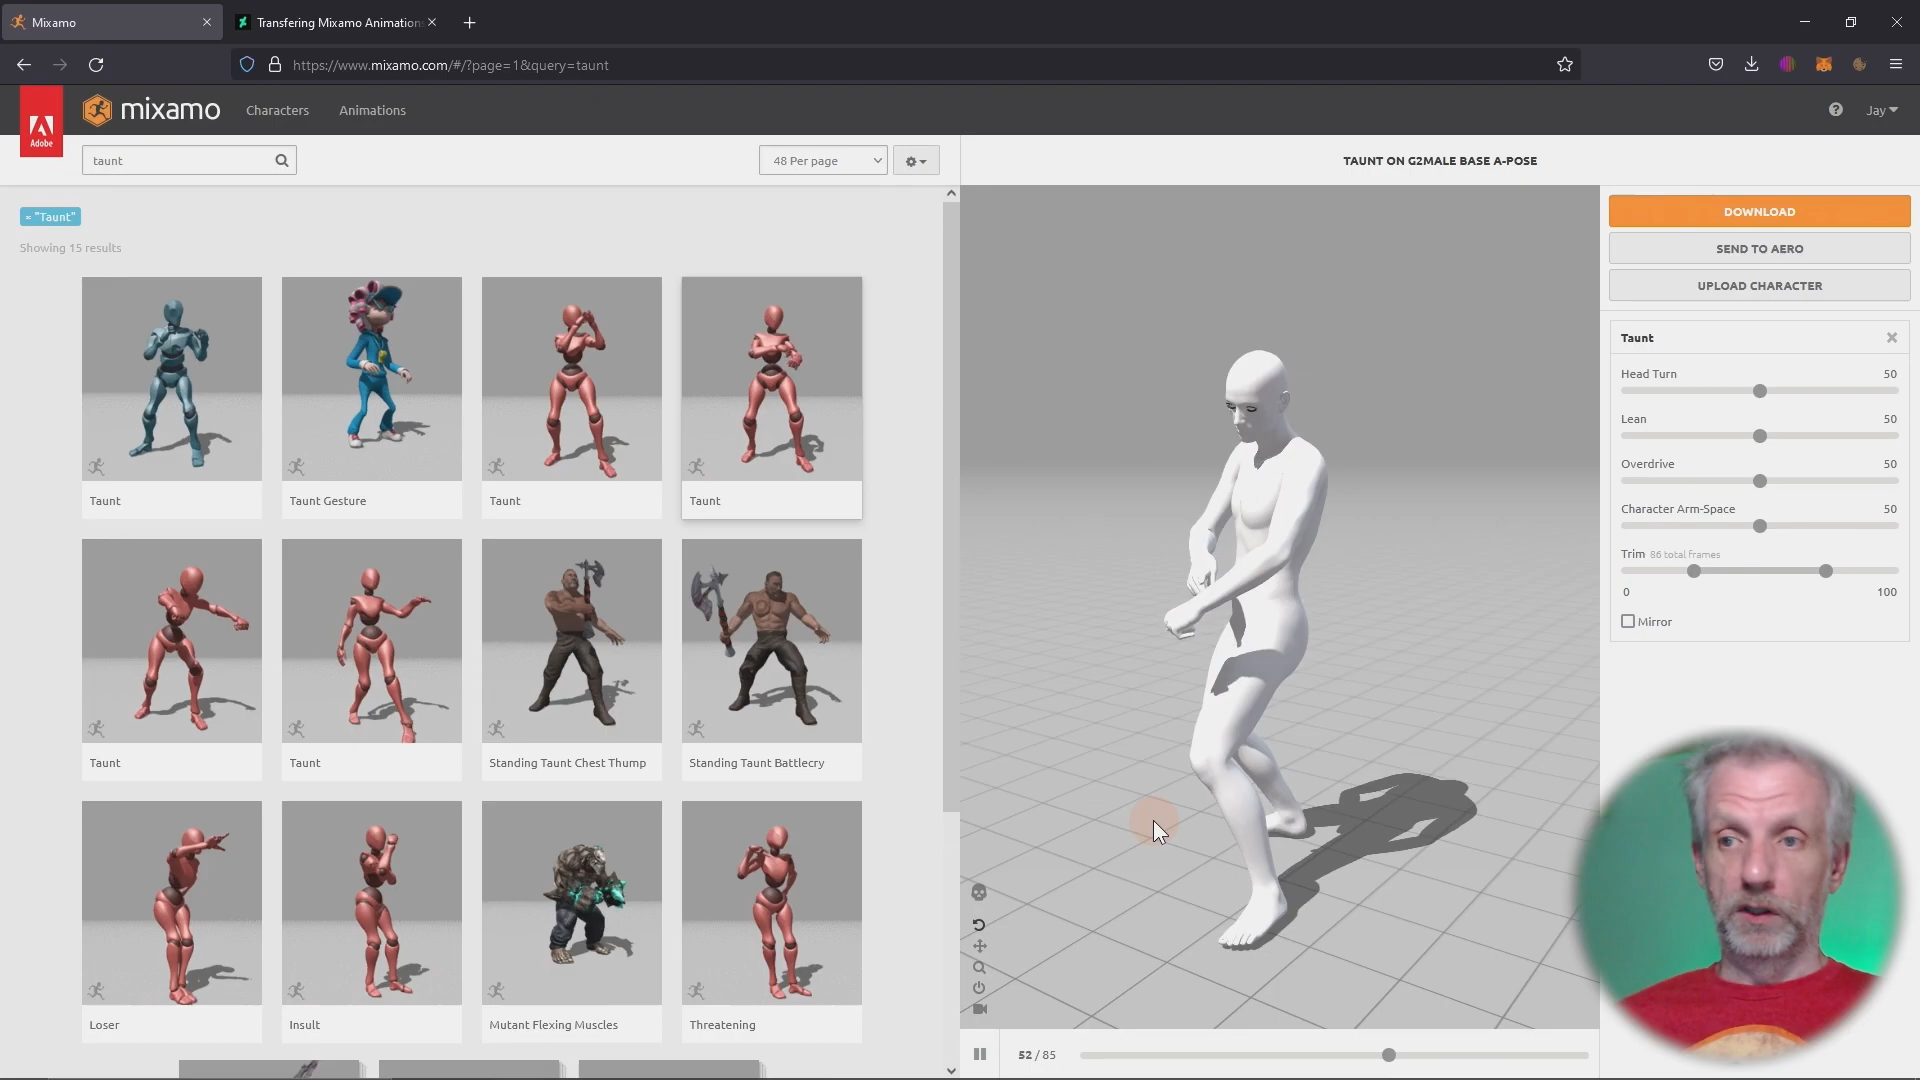 Mixamo
Transfering Mixamo Animation
https://www.mixamo.com/#/?page=1&query=taunt
Adobe
mixamo
Characters
Animations
Jay
taunt
48 Per page
TAUNT ON G2MALE BASE A-POSE
× "Taunt"
Showing 15 results
DOWNLOAD
SEND TO AERO
UPLOAD CHARACTER
Taunt
Head Turn 50
Lean 50
Overdrive 50
Character Arm-Space 50
Trim 86 total frames
0 100
Mirror
Taunt
Taunt Gesture
Taunt
Taunt
Taunt
Taunt
Standing Taunt Chest Thump
Standing Taunt Battlecry
Loser
Insult
Mutant Flexing Muscles
Threatening
52 / 85